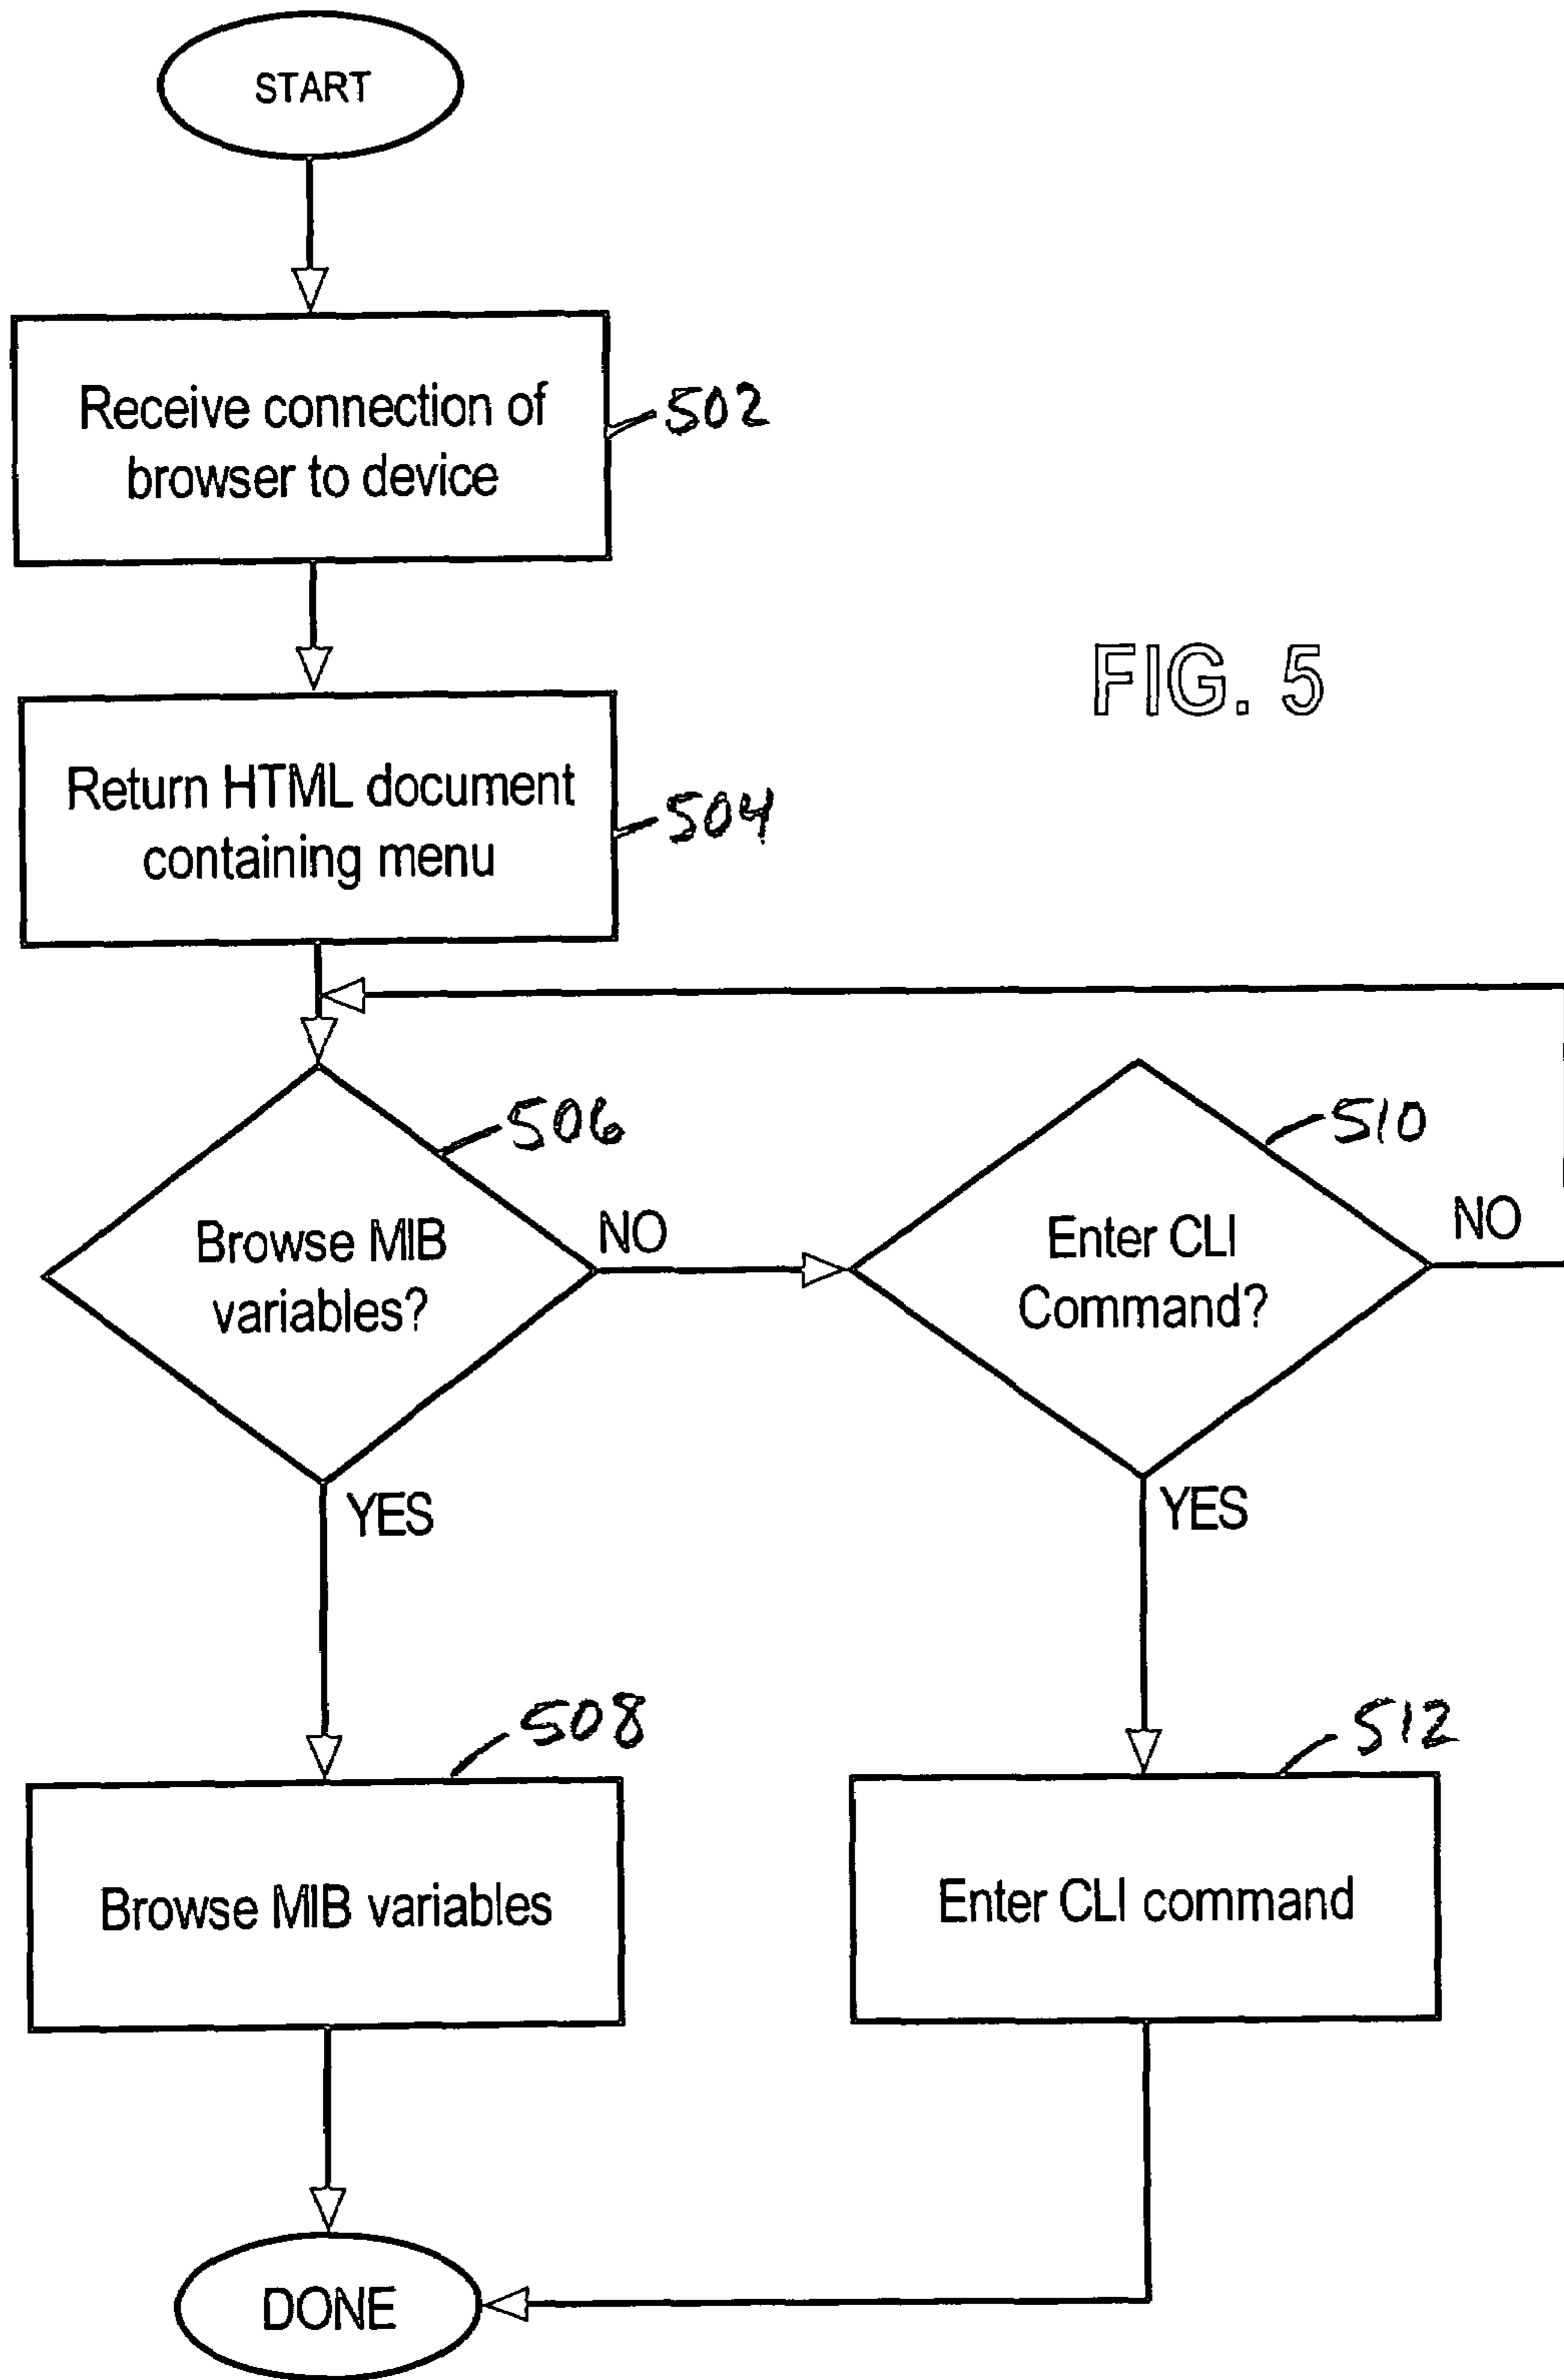 START
Receive connection of
browser to device
502
FIG. 5
Return HTML document
containing menu
504
506
Browse MIB
variables?
NO
510
Enter CLI
Command?
NO
YES
YES
508
Browse MIB variables
512
Enter CLI command
DONE